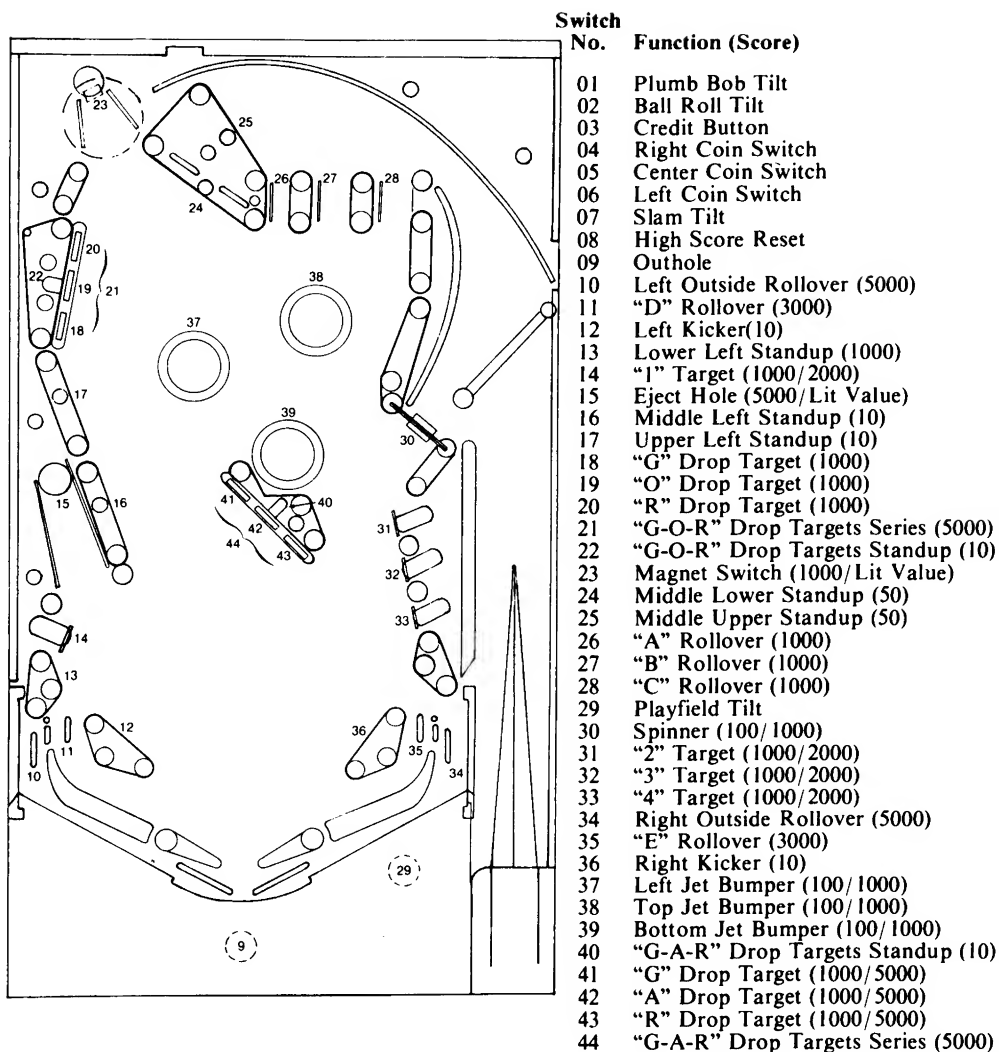 Switch
No. Function (Score)
01 Plumb Bob Tilt
02 Ball Roll Tilt
03 Credit Button
04 Right Coin Switch
05 Center Coin Switch
06 Left Coin Switch
07 Slam Tilt
08 High Score Reset
09 Outhole
10 Left Outside Rollover (5000)
11 “D” Rollover (3000)
12 Left Kicker(10)
13 Lower Left Standup (1000)
14 “1” Target (1000/2000)
15 Eject Hole (5000/Lit Value)
16 Middle Left Standup (10)
17 Upper Left Standup (10)
18 “G” Drop Target (1000)
19 “O” Drop Target (1000)
20 “R” Drop Target (1000)
21 “G-O-R” Drop Targets Series (5000)
22 “G-O-R” Drop Targets Standup (10)
23 Magnet Switch (1000/Lit Value)
24 Middle Lower Standup (50)
25 Middle Upper Standup (50)
26 “A” Rollover (1000)
27 “B” Rollover (1000)
28 “C” Rollover (1000)
29 Playfield Tilt
30 Spinner (100/1000)
31 “2” Target (1000/2000)
32 “3” Target (1000/2000)
33 “4” Target (1000/2000)
34 Right Outside Rollover (5000)
35 “E” Rollover (3000)
36 Right Kicker (10)
37 Left Jet Bumper (100/1000)
38 Top Jet Bumper (100/1000)
39 Bottom Jet Bumper (100/1000)
40 “G-A-R” Drop Targets Standup (10)
41 “G” Drop Target (1000/5000)
42 “A” Drop Target (1000/5000)
43 “R” Drop Target (1000/5000)
44 “G-A-R” Drop Targets Series (5000)
23
25
26 27 28
24
20
22 19 21
18
38
37
17
39
30
15 16
41 40
42
44 43
31
32
33
14
13
12 36
11 35
10 34
29
9